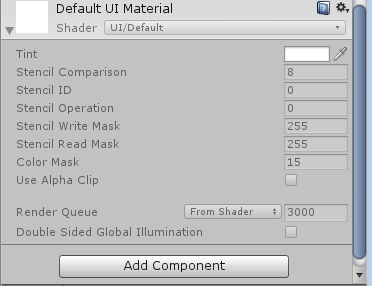 Default UI Material
Shader UI/Default
Tint
Stencil Comparison 8
Stencil ID 0
Stencil Operation 0
Stencil Write Mask 255
Stencil Read Mask 255
Color Mask 15
Use Alpha Clip
Render Queue From Shader 3000
Double Sided Global Illumination
Add Component